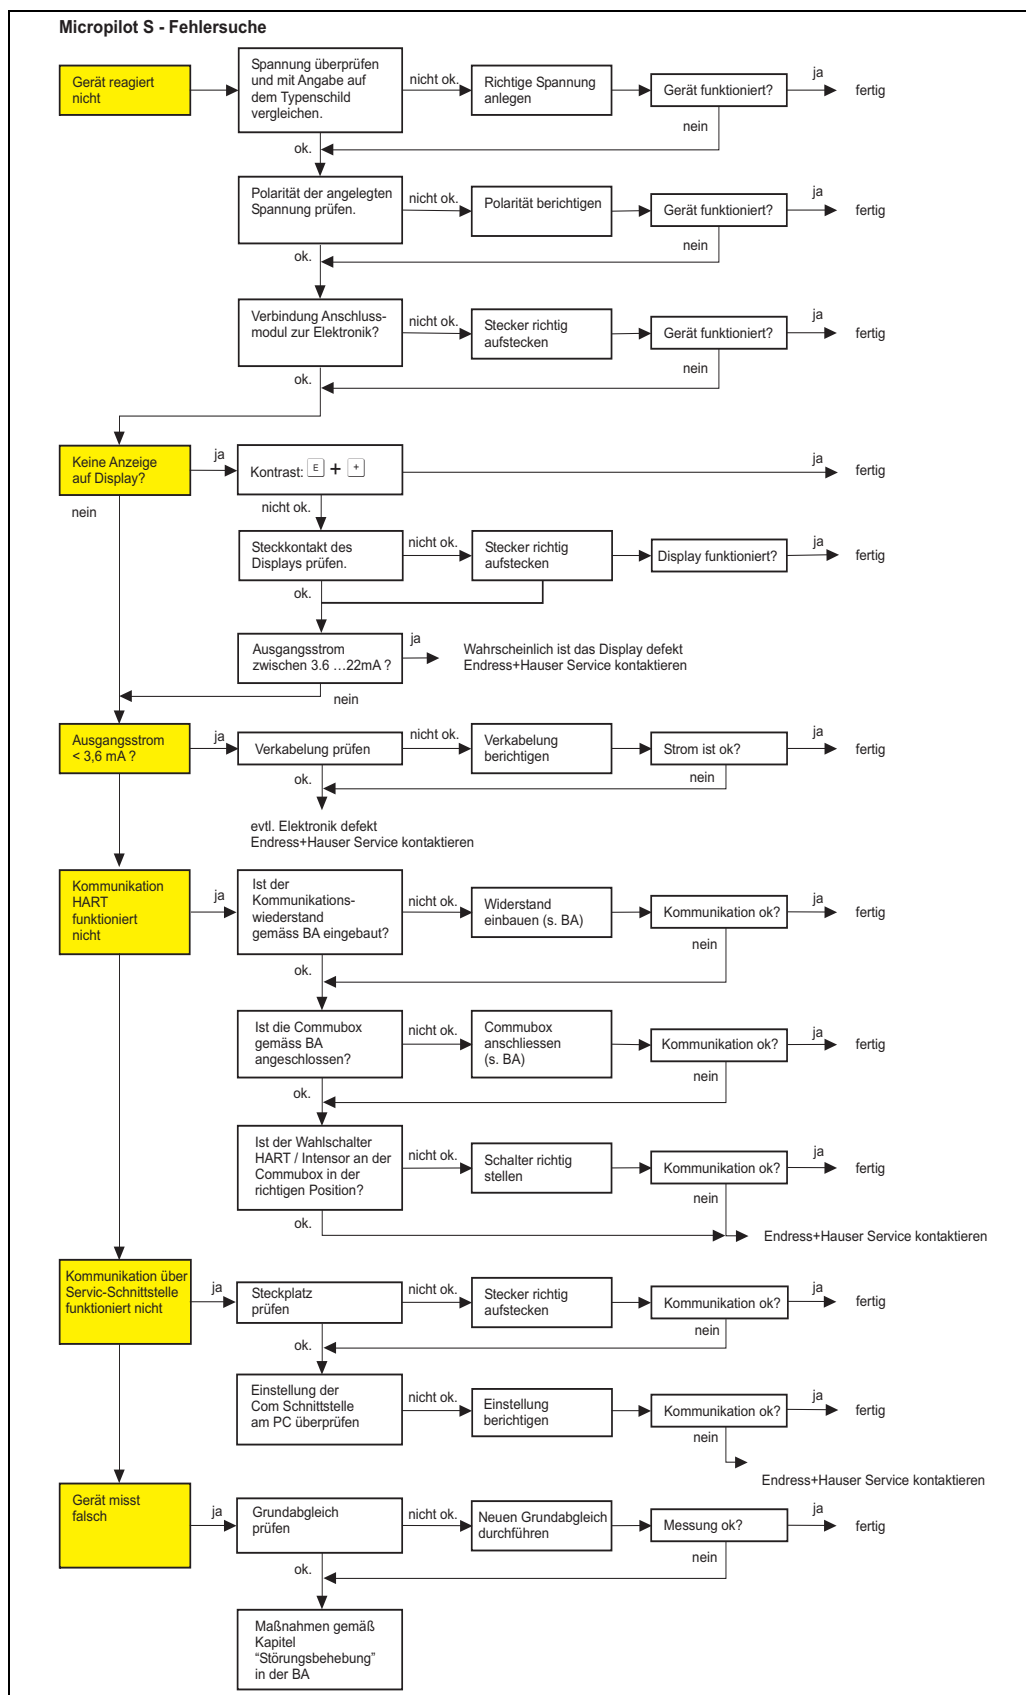 Micropilot S - Fehlersuche
Gerät reagiert
nicht
Spannung überprüfen
und mit Angabe auf
dem Typenschild
vergleichen.
nicht ok.
Richtige Spannung
anlegen
Gerät funktioniert?
ja
fertig
nein
ok.
Polarität der angelegten
Spannung prüfen.
nicht ok.
Polarität berichtigen
Gerät funktioniert?
ja
fertig
nein
ok.
Verbindung Anschluss-
modul zur Elektronik?
nicht ok.
Stecker richtig
aufstecken
Gerät funktioniert?
ja
fertig
nein
ok.
Keine Anzeige
auf Display?
ja
Kontrast: E + +
ja
fertig
nein
nicht ok.
Steckkontakt des
Displays prüfen.
nicht ok.
Stecker richtig
aufstecken
Display funktioniert?
ja
fertig
ok.
Ausgangsstrom
zwischen 3.6 ...22mA ?
ja
Wahrscheinlich ist das Display defekt
Endress+Hauser Service kontaktieren
nein
Ausgangsstrom
< 3,6 mA ?
ja
Verkabelung prüfen
nicht ok.
Verkabelung
berichtigen
Strom ist ok?
ja
fertig
nein
ok.
evtl. Elektronik defekt
Endress+Hauser Service kontaktieren
Kommunikation
HART
funktioniert
nicht
ja
Ist der
Kommunikations-
wiederstand
gemäss BA eingebaut?
nicht ok.
Widerstand
einbauen (s. BA)
Kommunikation ok?
ja
fertig
nein
ok.
Ist die Commubox
gemäss BA
angeschlossen?
nicht ok.
Commubox
anschliessen
(s. BA)
Kommunikation ok?
ja
fertig
nein
ok.
Ist der Wahlschalter
HART / Intensor an der
Commubox in der
richtigen Position?
nicht ok.
Schalter richtig
stellen
Kommunikation ok?
ja
fertig
nein
ok.
Endress+Hauser Service kontaktieren
Kommunikation über
Servic-Schnittstelle
funktioniert nicht
ja
Steckplatz
prüfen
nicht ok.
Stecker richtig
aufstecken
Kommunikation ok?
ja
fertig
nein
ok.
Einstellung der
Com Schnittstelle
am PC überprüfen
nicht ok.
Einstellung
berichtigen
Kommunikation ok?
ja
fertig
nein
Endress+Hauser Service kontaktieren
Gerät misst
falsch
ja
Grundabgleich
prüfen
nicht ok.
Neuen Grundabgleich
durchführen
Messung ok?
ja
fertig
nein
ok.
Maßnahmen gemäß
Kapitel
“Störungsbehebung”
in der BA